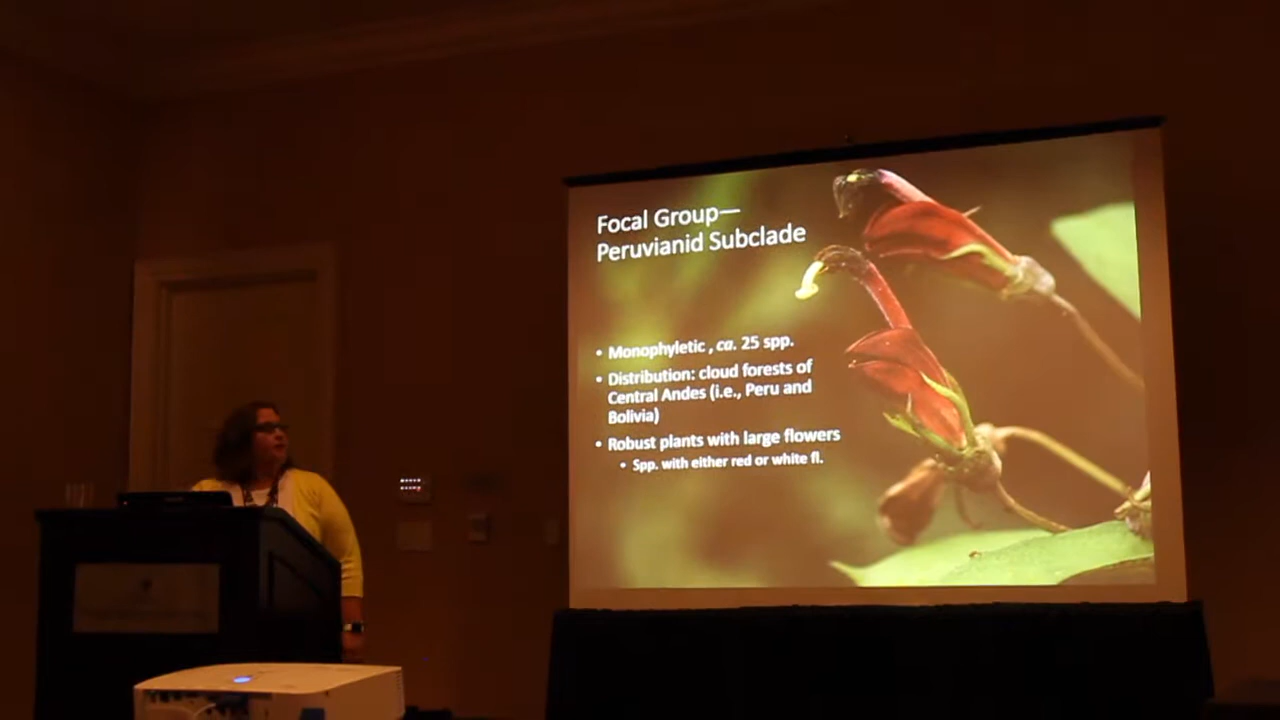 Focal Group—
Peruvianid Subclade
• Monophyletic , ca. 25 spp.
• Distribution: cloud forests of
Central Andes (i.e., Peru and
Bolivia)
• Robust plants with large flowers
• Spp. with either red or white fl.